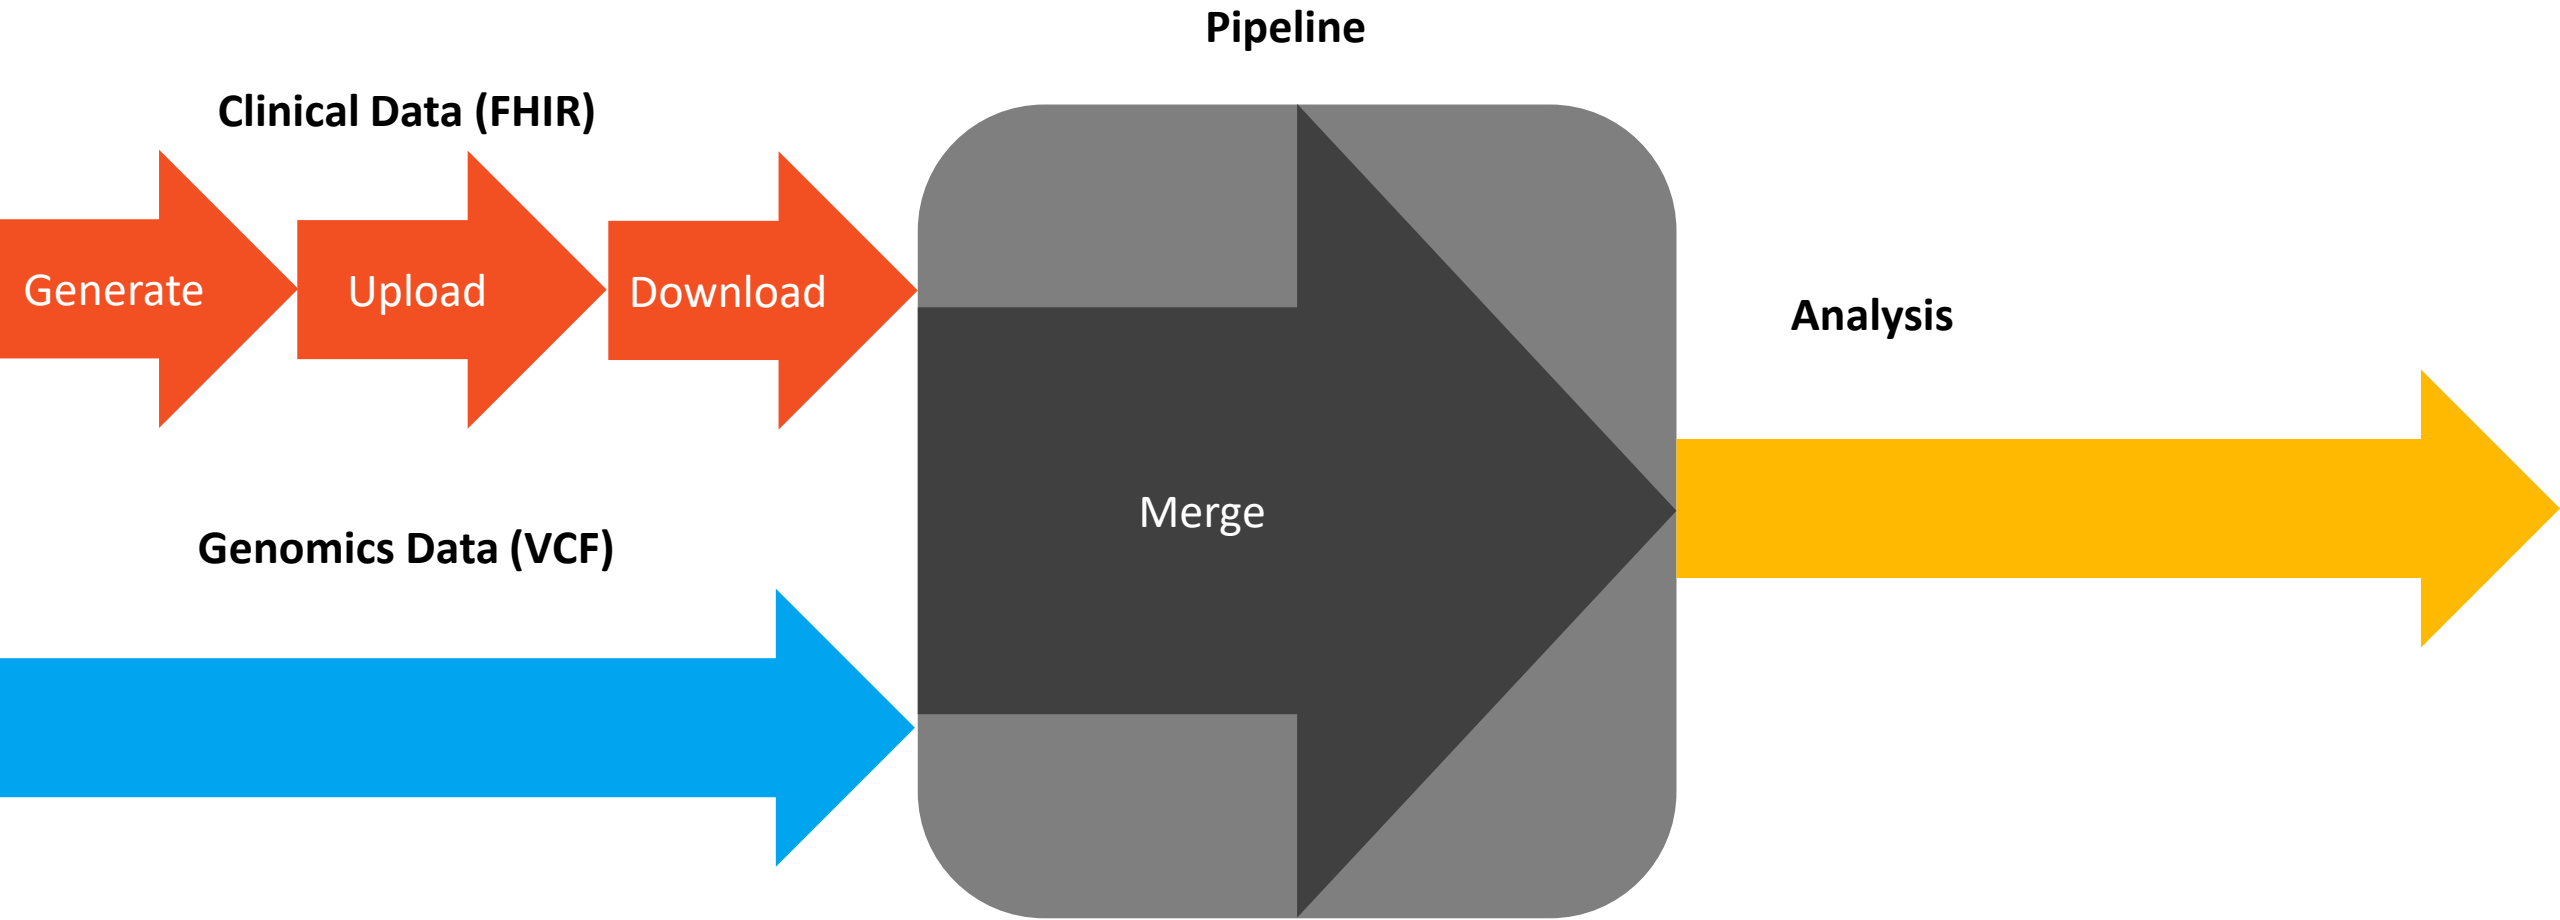 Pipeline
Clinical Data (FHIR)
Generate
Upload
Download
Analysis
Merge
Genomics Data (VCF)